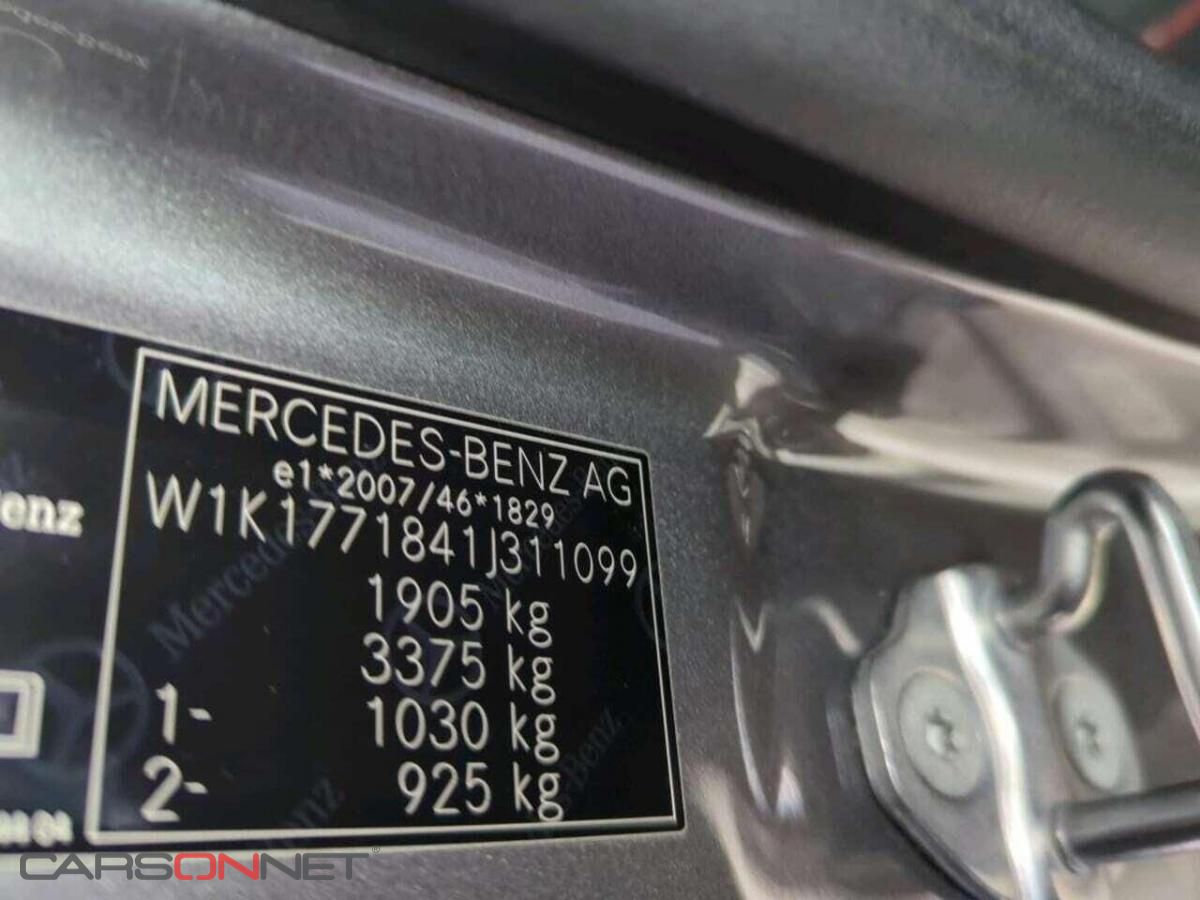 MERCEDES-BENZ AG
e1*2007/46*1829
W1K1771841J311099
enz
1905 kg
3375 kg
1- 1030 kg
2- 925 kg
CARSONNET